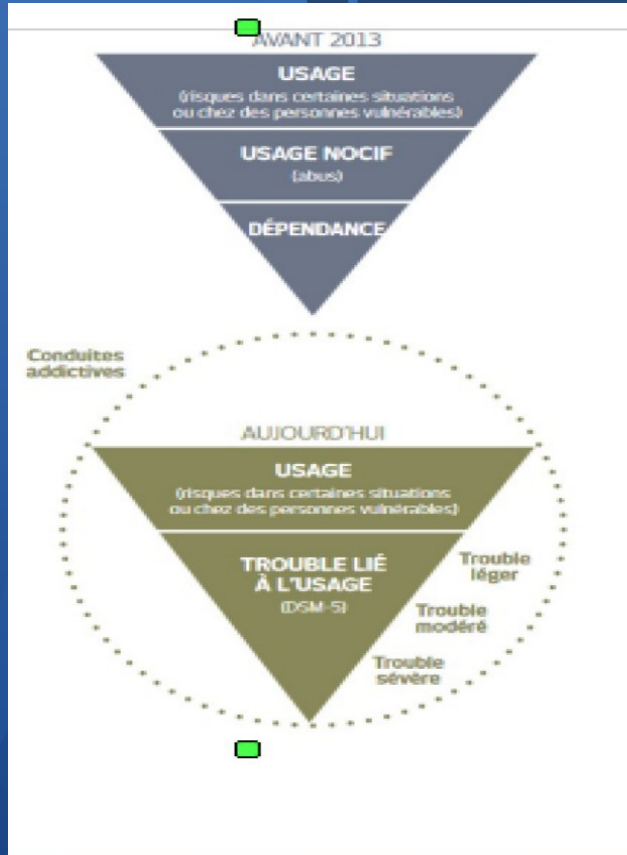 AVANT 2013
USAGE
(risques dans certaines situations
ou chez des personnes vulnérables)
USAGE NOCIF
(abus)
DÉPENDANCE
Conduites
addictives
AUJOURD'HUI
USAGE
(risques dans certaines situations
ou chez des personnes vulnérables)
TROUBLE LIÉ
À L'USAGE
(DSM-5)
Trouble
léger
Trouble
modéré
Trouble
sévère